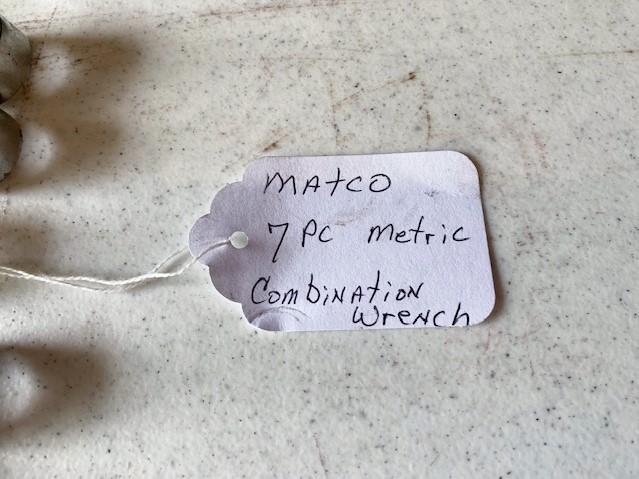 MAtCO
7 PC Metric
CombiNAtioN
WreNch